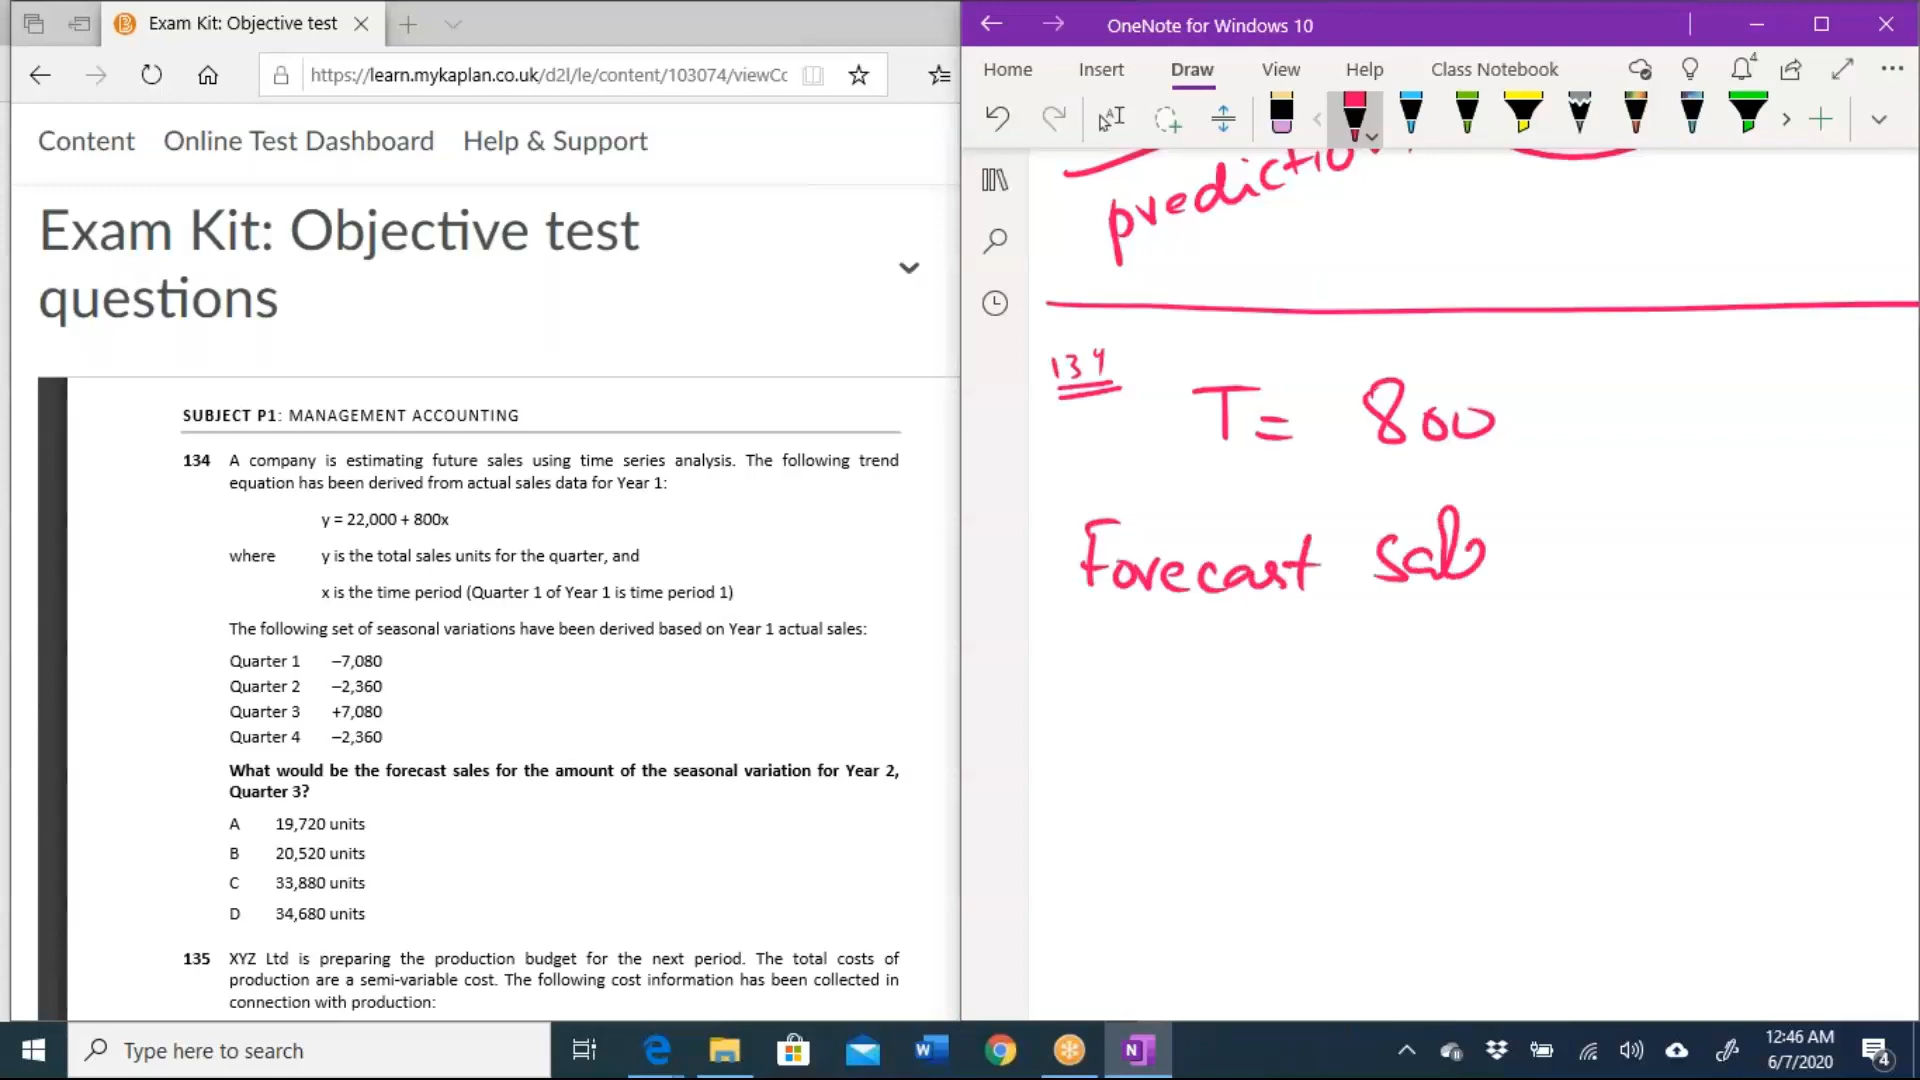 Exam Kit: Objective test
OneNote for Windows 10
https://learn.mykaplan.co.uk/d2l/le/content/103074/viewCc
Home Insert Draw View Help Class Notebook
4
Content Online Test Dashboard Help & Support
Exam Kit: Objective test
questions
prediction
SUBJECT P1: MANAGEMENT ACCOUNTING
134 A company is estimating future sales using time series analysis. The following trend
equation has been derived from actual sales data for Year 1:
y = 22,000 + 800x
where y is the total sales units for the quarter, and
x is the time period (Quarter 1 of Year 1 is time period 1)
The following set of seasonal variations have been derived based on Year 1 actual sales:
Quarter 1 –7,080
Quarter 2 –2,360
Quarter 3 +7,080
Quarter 4 –2,360
What would be the forecast sales for the amount of the seasonal variation for Year 2,
Quarter 3?
A 19,720 units
B 20,520 units
C 33,880 units
D 34,680 units
135 XYZ Ltd is preparing the production budget for the next period. The total costs of
production are a semi-variable cost. The following cost information has been collected in
connection with production:
134
T = 800
Forecast sale
Type here to search
12:46 AM
6/7/2020
4